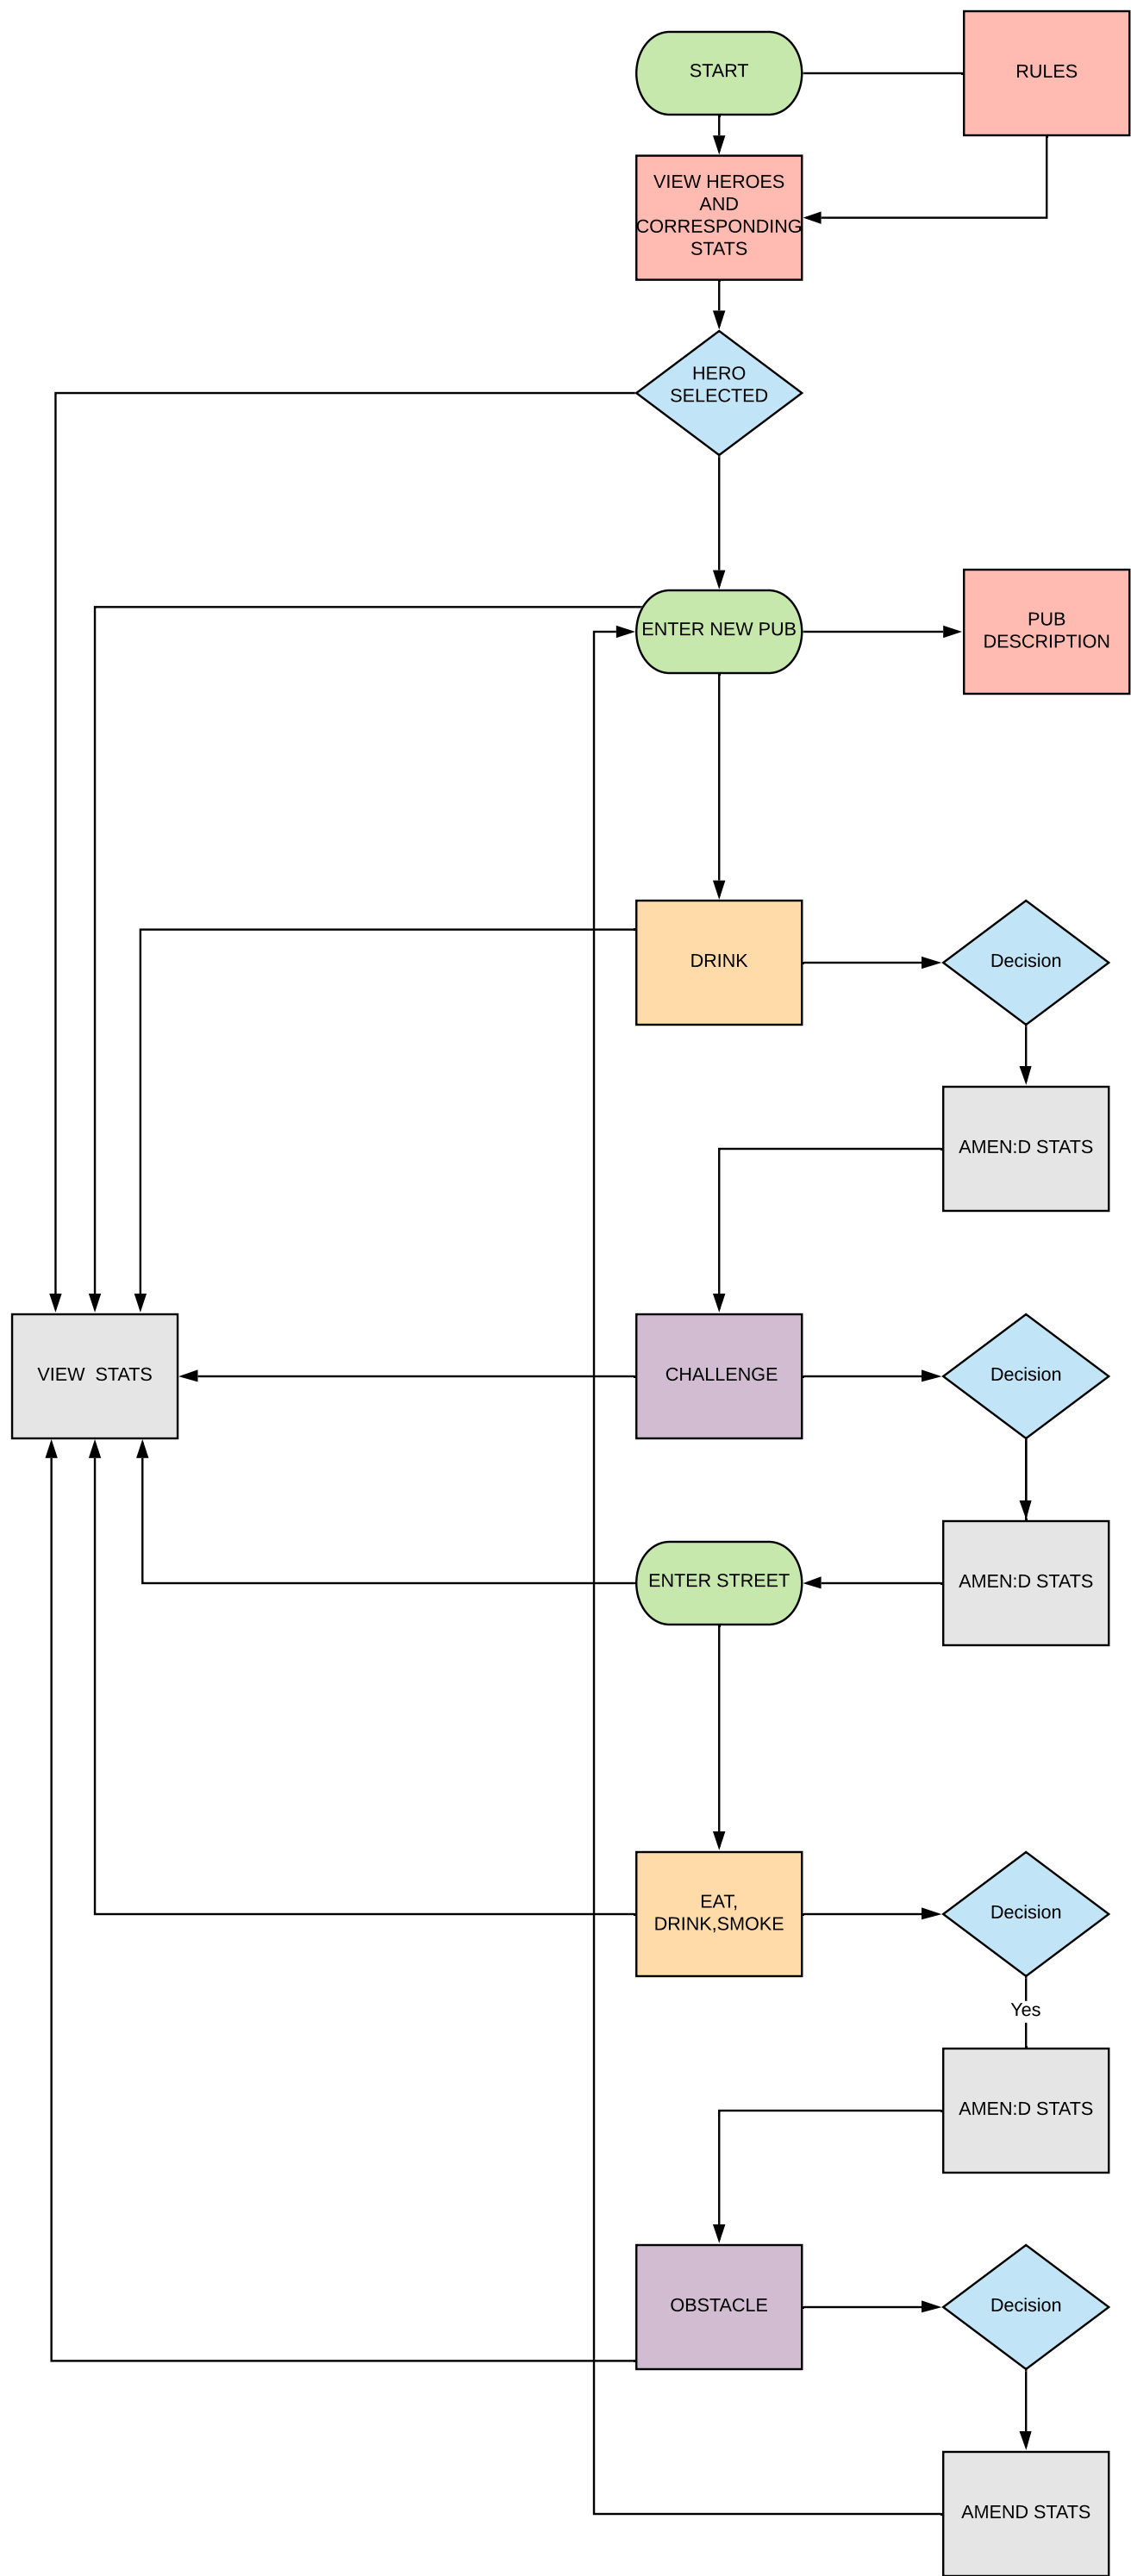 START
RULES
VIEW HEROES
AND
CORRESPONDING
STATS
HERO
SELECTED
ENTER NEW PUB
PUB
DESCRIPTION
DRINK
Decision
AMEN:D STATS
VIEW  STATS
CHALLENGE
Decision
ENTER STREET
AMEN:D STATS
EAT,
DRINK,SMOKE
Decision
Yes
AMEN:D STATS
OBSTACLE
Decision
AMEND STATS